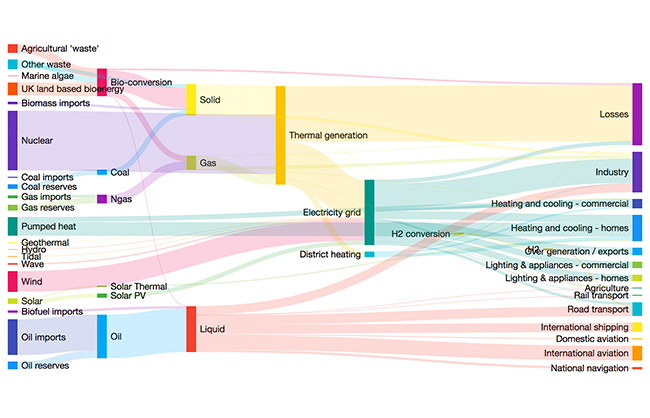 Agricultural 'waste'
Other waste
Marine algae
UK land based bioenergy
Biomass imports
Nuclear
Coal imports
Coal reserves
Gas imports
Gas reserves
Pumped heat
Geothermal
Hydro
Tidal
Wave
Wind
Solar
Biofuel imports
Oil imports
Oil reserves
Bio-conversion
Coal
Ngas
Solar Thermal
Solar PV
Oil
Solid
Gas
Liquid
Thermal generation
Electricity grid
District heating
H2 conversion
H2
Losses
Industry
Heating and cooling - commercial
Heating and cooling - homes
Over generation / exports
Lighting & appliances - commercial
Lighting & appliances - homes
Agriculture
Rail transport
Road transport
International shipping
Domestic aviation
International aviation
National navigation